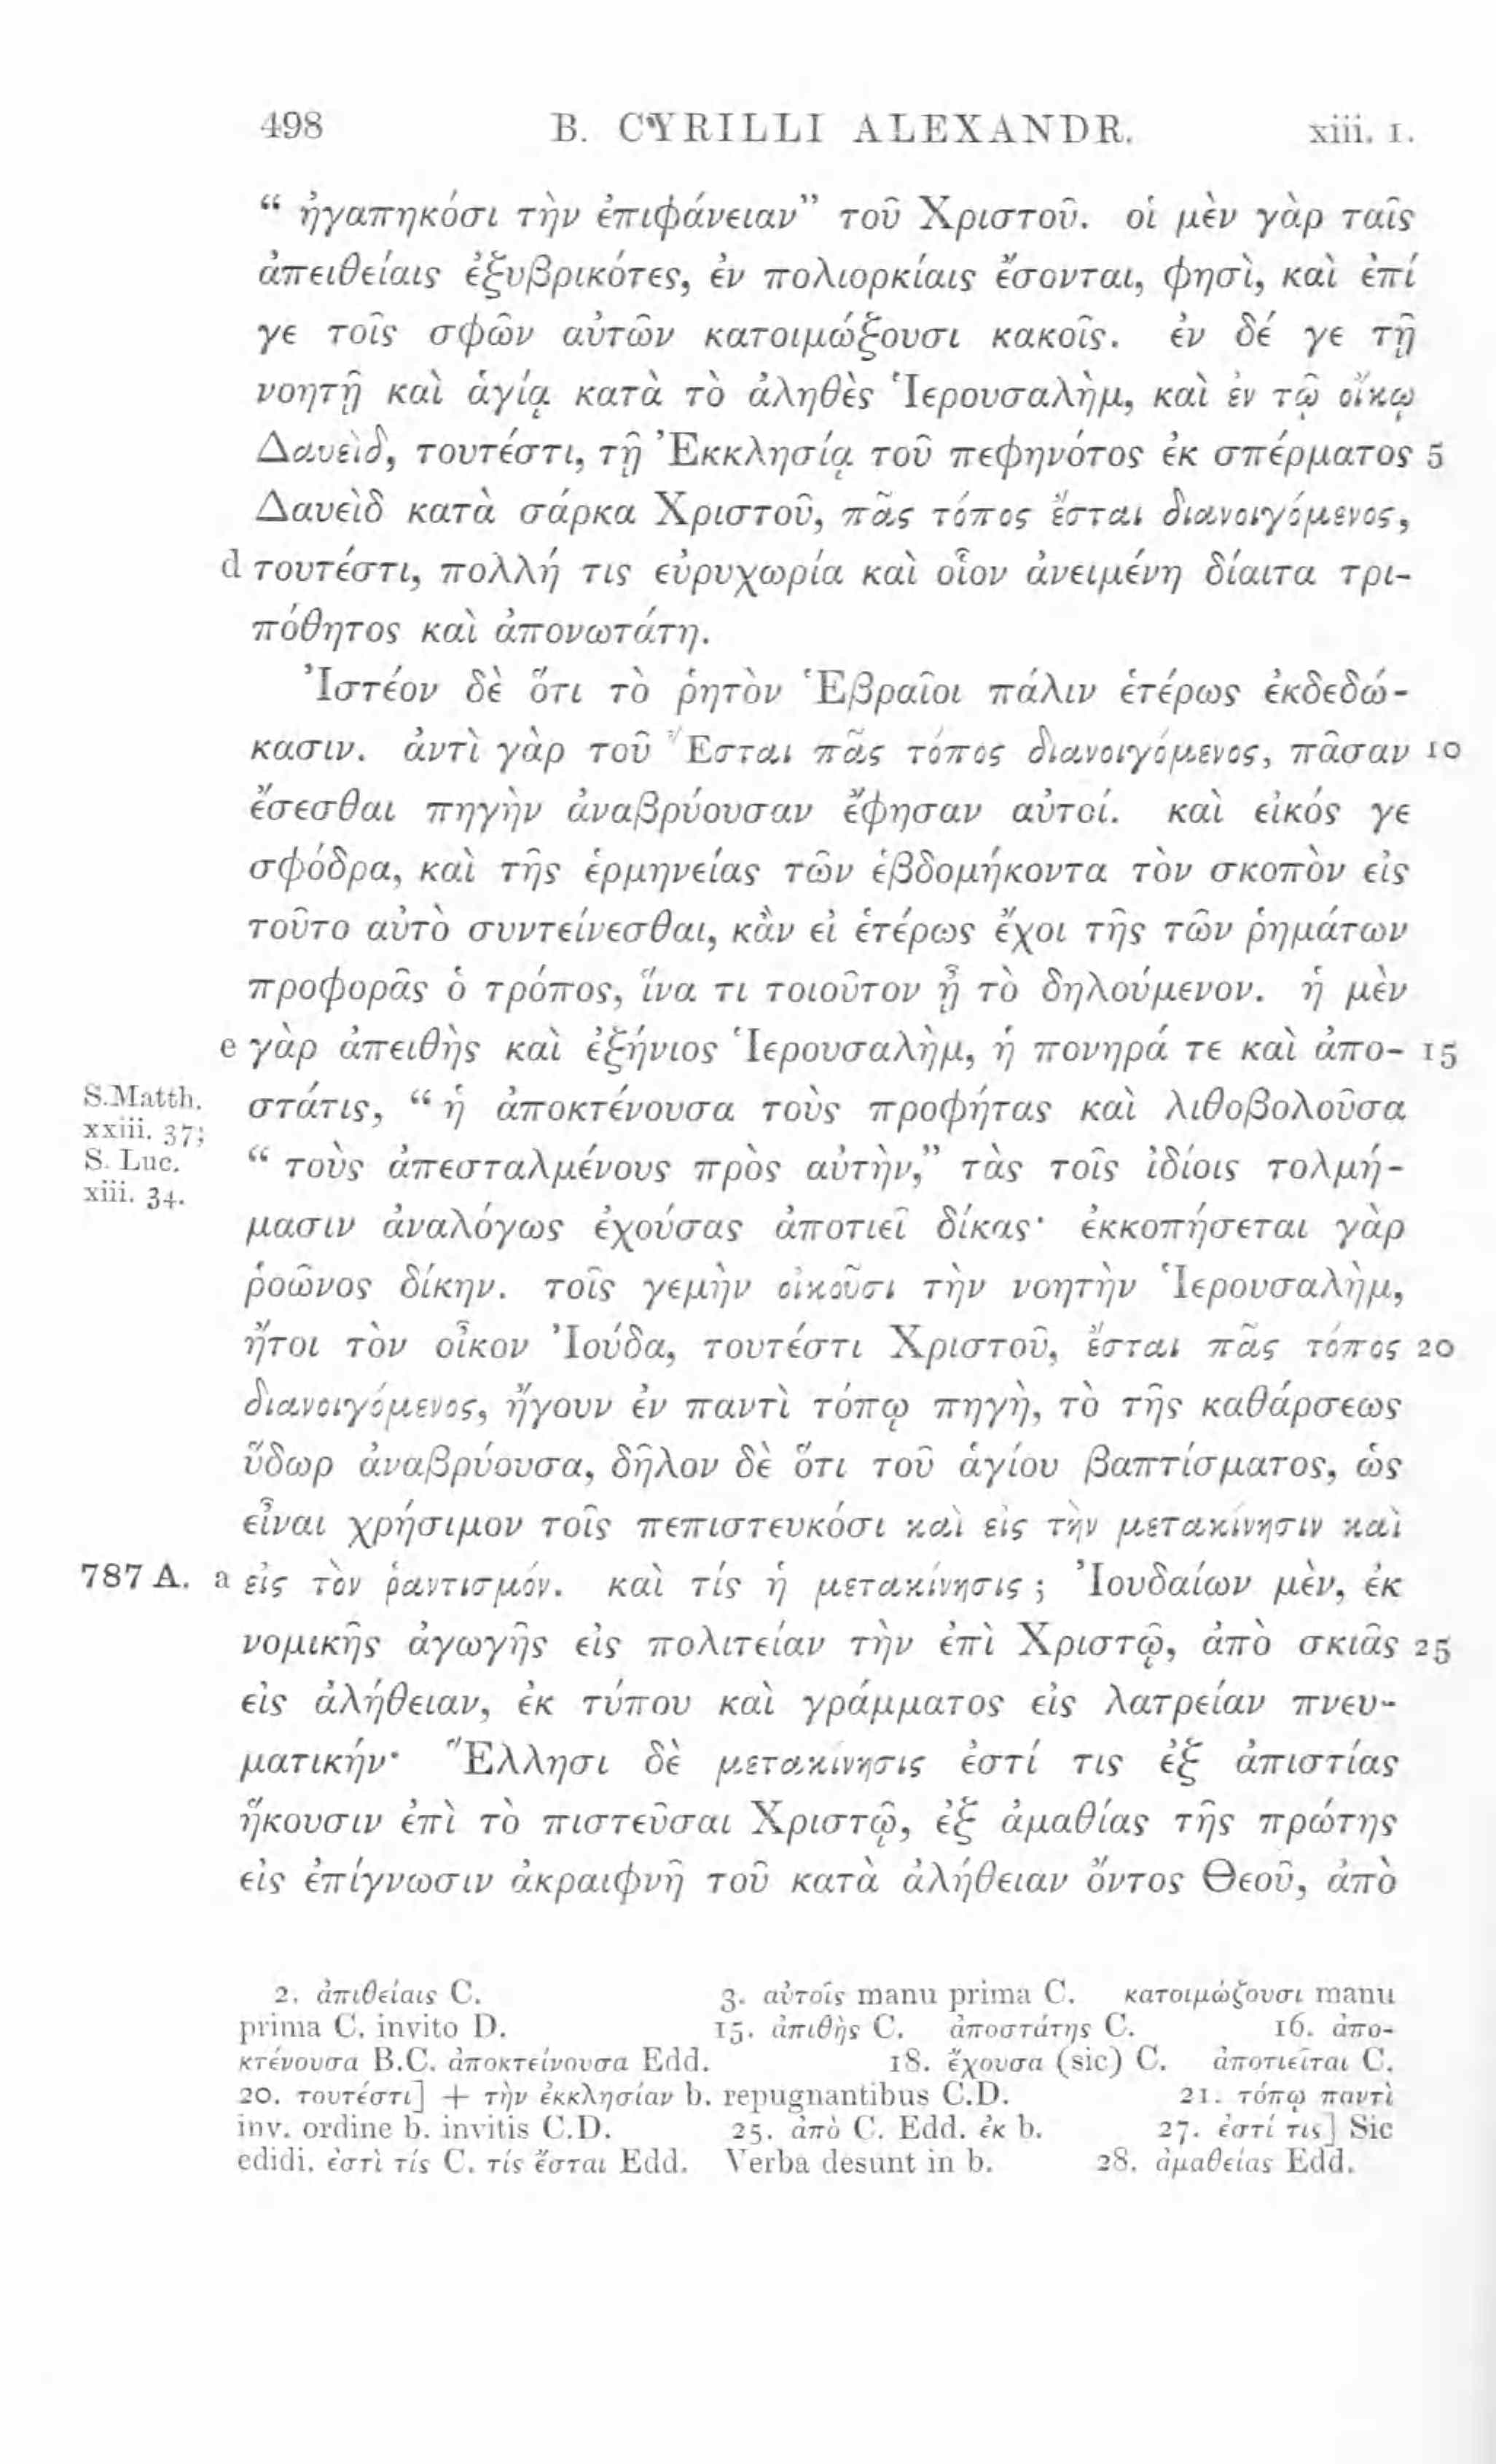 498 B. CYRILLI ALEXANDR. xiii. 1.
“ ἠγαπηκόσι τὴν ἐπιφάνειαν” τοῦ Χριστοῦ. οἱ μὲν γὰρ ταῖς
ἀπειθείαις ἐξυβρικότες, ἐν πολιορκίαις ἔσονται, φησὶ, καὶ ἐπί
γε τοῖς σφῶν αὐτῶν κατοιμώξουσι κακοῖς. ἐν δέ γε τῇ
νοητῇ καὶ ἁγίᾳ κατὰ τὸ ἀληθὲς Ἱερουσαλὴμ, καὶ ἐν τῷ οἴκῳ
Δαυεὶδ, τουτέστι, τῇ Ἐκκλησίᾳ τοῦ πεφηνότος ἐκ σπέρματος 5
Δαυεὶδ κατὰ σάρκα Χριστοῦ, πᾶς τόπος ἔσται διανοιγόμενος,
d τουτέστι, πολλή τις εὐρυχωρία καὶ οἷον ἀνειμένη δίαιτα τρι-
πόθητος καὶ ἀπονωτάτη.
Ἰστέον δὲ ὅτι τὸ ῥητὸν Ἑβραῖοι πάλιν ἑτέρως ἐκδεδώ-
κασιν. ἀντὶ γὰρ τοῦ Ἔσται πᾶς τόπος διανοιγόμενος, πᾶσαν 10
ἔσεσθαι πηγὴν ἀναβρύουσαν ἔφησαν αὐτοί. καὶ εἰκός γε
σφόδρα, καὶ τῆς ἑρμηνείας τῶν ἑβδομήκοντα τὸν σκοπὸν εἰς
τοῦτο αὐτὸ συντείνεσθαι, κἂν εἰ ἑτέρως ἔχοι τῆς τῶν ῥημάτων
προφορᾶς ὁ τρόπος, ἵνα τι τοιοῦτον ᾖ τὸ δηλούμενον. ἡ μὲν
e γὰρ ἀπειθὴς καὶ ἐξήνιος Ἱερουσαλὴμ, ἡ πονηρά τε καὶ ἀπο- 15
S.Matth. xxiii. 37; S. Luc. xiii. 34.
στάτις, “ ἡ ἀποκτένουσα τοὺς προφήτας καὶ λιθοβολοῦσα
“ τοὺς ἀπεσταλμένους πρὸς αὐτὴν,” τὰς τοῖς ἰδίοις τολμή-
μασιν ἀναλόγως ἐχούσας ἀποτιεῖ δίκας· ἐκκοπήσεται γὰρ
ῥοῶνος δίκην. τοῖς γεμὴν οἰκοῦσι τὴν νοητὴν Ἱερουσαλὴμ,
ἤτοι τὸν οἶκον Ἰούδα, τουτέστι Χριστοῦ, ἔσται πᾶς τόπος 20
διανοιγόμενος, ἤγουν ἐν παντὶ τόπῳ πηγὴ, τὸ τῆς καθάρσεως
ὕδωρ ἀναβρύουσα, δῆλον δὲ ὅτι τοῦ ἁγίου βαπτίσματος, ὡς
εἶναι χρήσιμον τοῖς πεπιστευκόσι καὶ εἰς τὴν μετακίνησιν καὶ
787 A. a εἰς τὸν ῥαντισμόν. καὶ τίς ἡ μετακίνησις ; Ἰουδαίων μὲν, ἐκ
νομικῆς ἀγωγῆς εἰς πολιτείαν τὴν ἐπὶ Χριστῷ, ἀπὸ σκιᾶς 25
εἰς ἀλήθειαν, ἐκ τύπου καὶ γράμματος εἰς λατρείαν πνευ-
ματικήν· Ἕλλησι δὲ μετακίνησις ἐστί τις ἐξ ἀπιστίας
ἥκουσιν ἐπὶ τὸ πιστεῦσαι Χριστῷ, ἐξ ἀμαθίας τῆς πρώτης
εἰς ἐπίγνωσιν ἀκραιφνῆ τοῦ κατὰ ἀλήθειαν ὄντος Θεοῦ, ἀπὸ
2. ἀπιθείαις C. 3. αὐτοῖς manu prima C. κατοιμώζουσι manu
prima C. invito D. 15. ἀπιθὴς C. ἀποστάτης C. 16. ἀπο-
κτένουσα B.C. ἀποκτείνουσα Edd. 18. ἔχουσα (sic) C. ἀποτιεῖται C.
20. τουτέστι] + τὴν ἐκκλησίαν b. repugnantibus C.D. 21. τόπῳ παντὶ
inv. ordine b. invitis C.D. 25. ἀπὸ C. Edd. ἐκ b. 27. ἐστί τις] Sic
edidi. ἐστὶ τίς C. τίς ἔσται Edd. Verba desunt in b. 28. ἀμαθείας Edd.